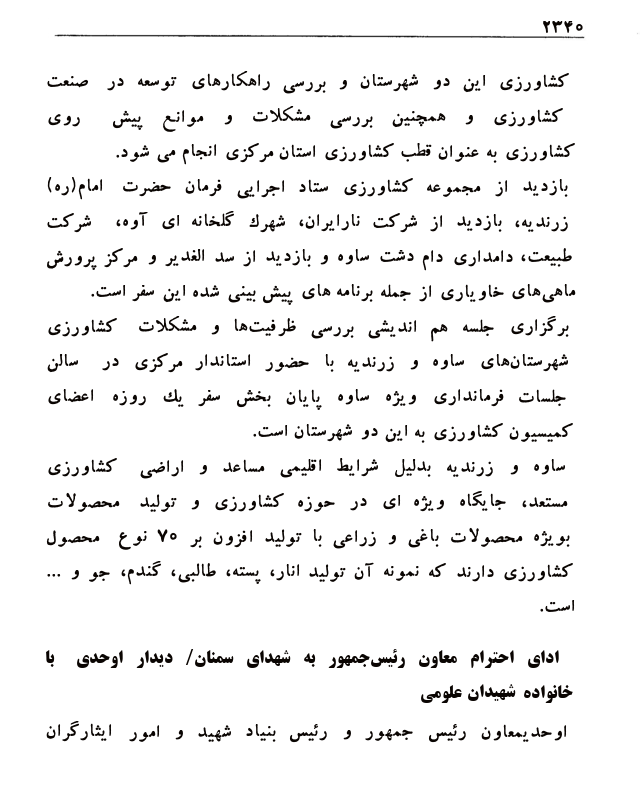 ۲۳۴۰
کشاورزی این دو شهرستان و بررسی راهکارهای توسعه در صنعت
کشاورزی و همچنین بررسی مشکلات و موانع پیش روی
کشاورزی به عنوان قطب کشاورزی استان مرکزی انجام می شود.
بازدید از مجموعه کشاورزی ستاد اجرایی فرمان حضرت امام(ره)
زرندیه، بازدید از شرکت نارایران، شهرك گلخانه ای آوه، شرکت
طبیعت، دامداری دام دشت ساوه و بازدید از سد الغدیر و مرکز پرورش
ماهی‌های خاویاری از جمله برنامه های پیش بینی شده این سفر است.
برگزاری جلسه هم اندیشی بررسی ظرفیت‌ها و مشکلات کشاورزی
شهرستان‌های ساوه و زرندیه با حضور استاندار مرکزی در سالن
جلسات فرمانداری ویژه ساوه پایان بخش سفر یك روزه اعضای
کمیسیون کشاورزی به این دو شهرستان است.
ساوه و زرندیه بدلیل شرایط اقلیمی مساعد و اراضی کشاورزی
مستعد، جایگاه ویژه ای در حوزه کشاورزی و تولید محصولات
بویژه محصولات باغی و زراعی با تولید افزون بر ۷۰ نوع محصول
کشاورزی دارند که نمونه آن تولید انار، پسته، طالبی، گندم، جو و ...
است.
ادای احترام معاون رئیس‌جمهور به شهدای سمنان/ دیدار اوحدی با
خانواده شهیدان علومی
اوحدیمعاون رئیس جمهور و رئیس بنیاد شهید و امور ایثارگران